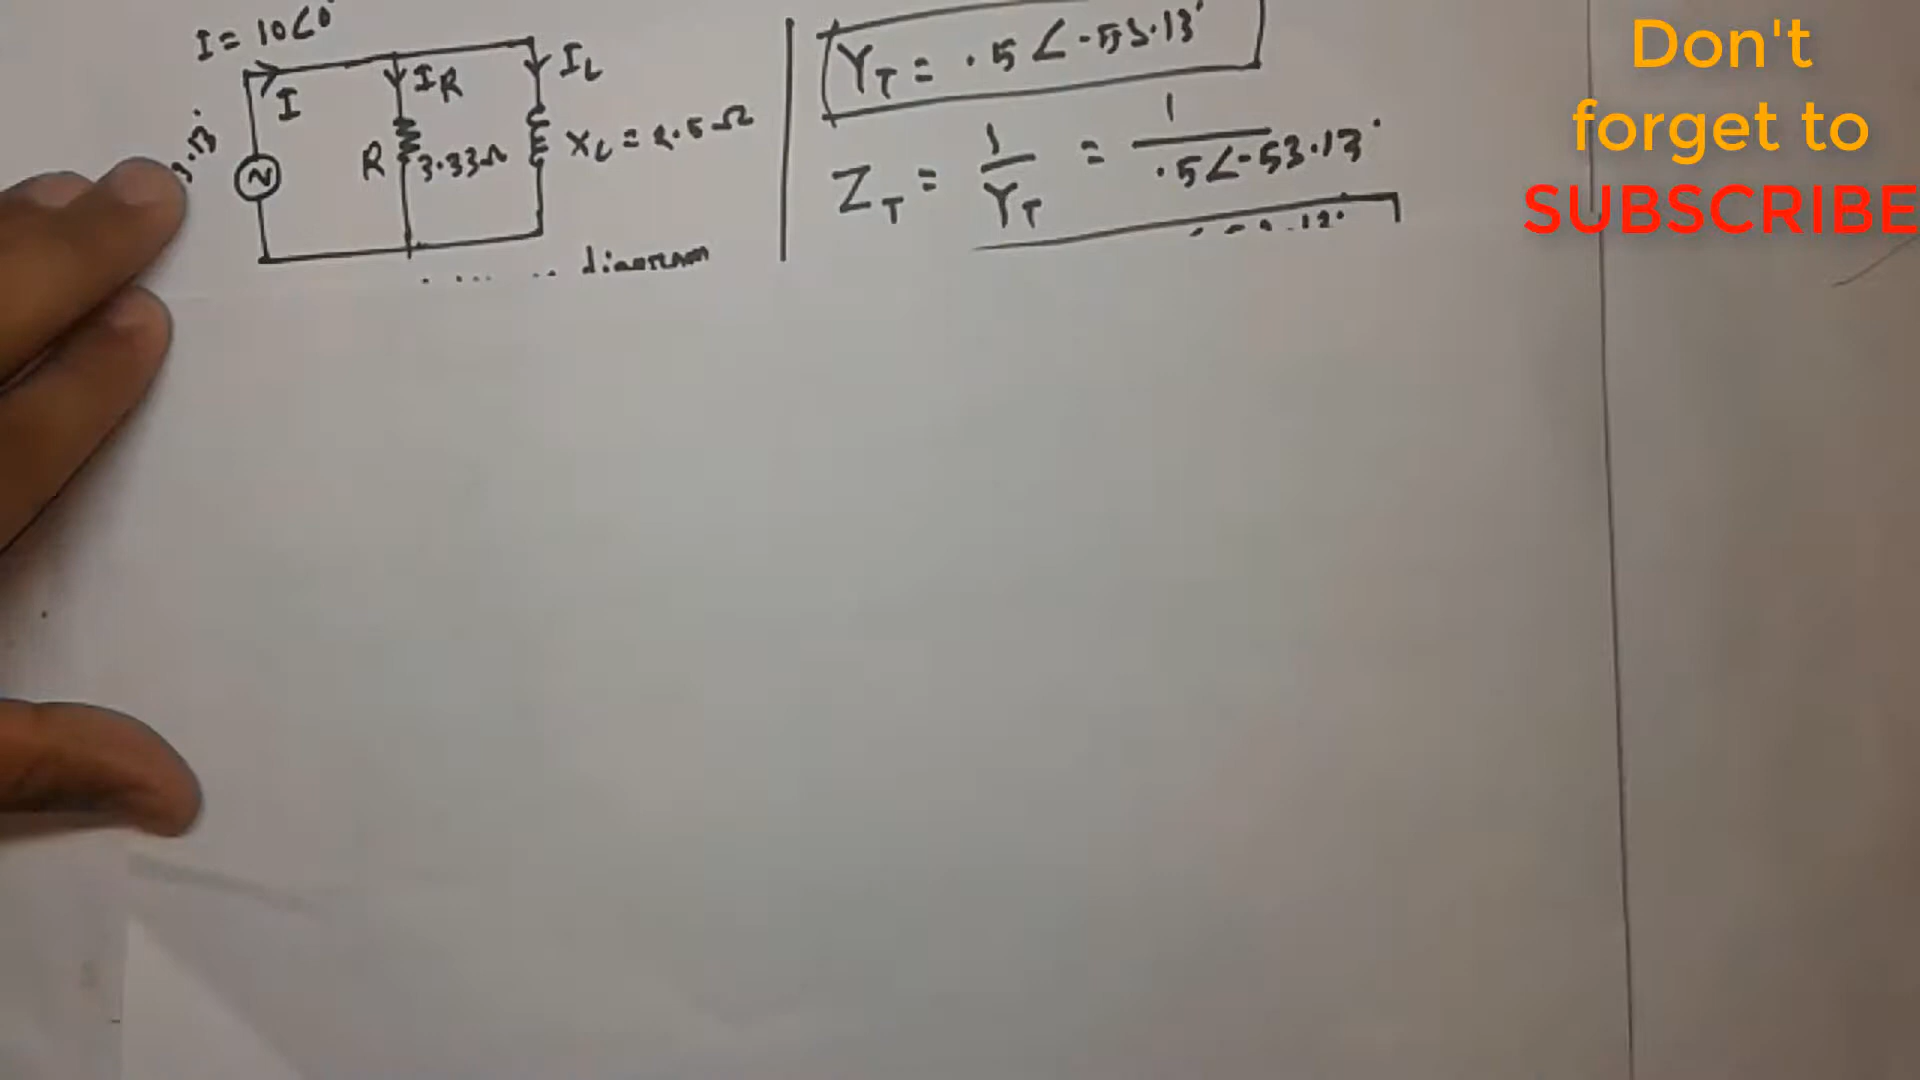 I = 10∠0°
I
I_R
I_L
R 3.33Ω
X_L = 2.5Ω
diagram
Y_T = .5∠-53.13°
Z_T = 1/Y_T = 1/.5∠-53.13°
Don't
forget to
SUBSCRIBE